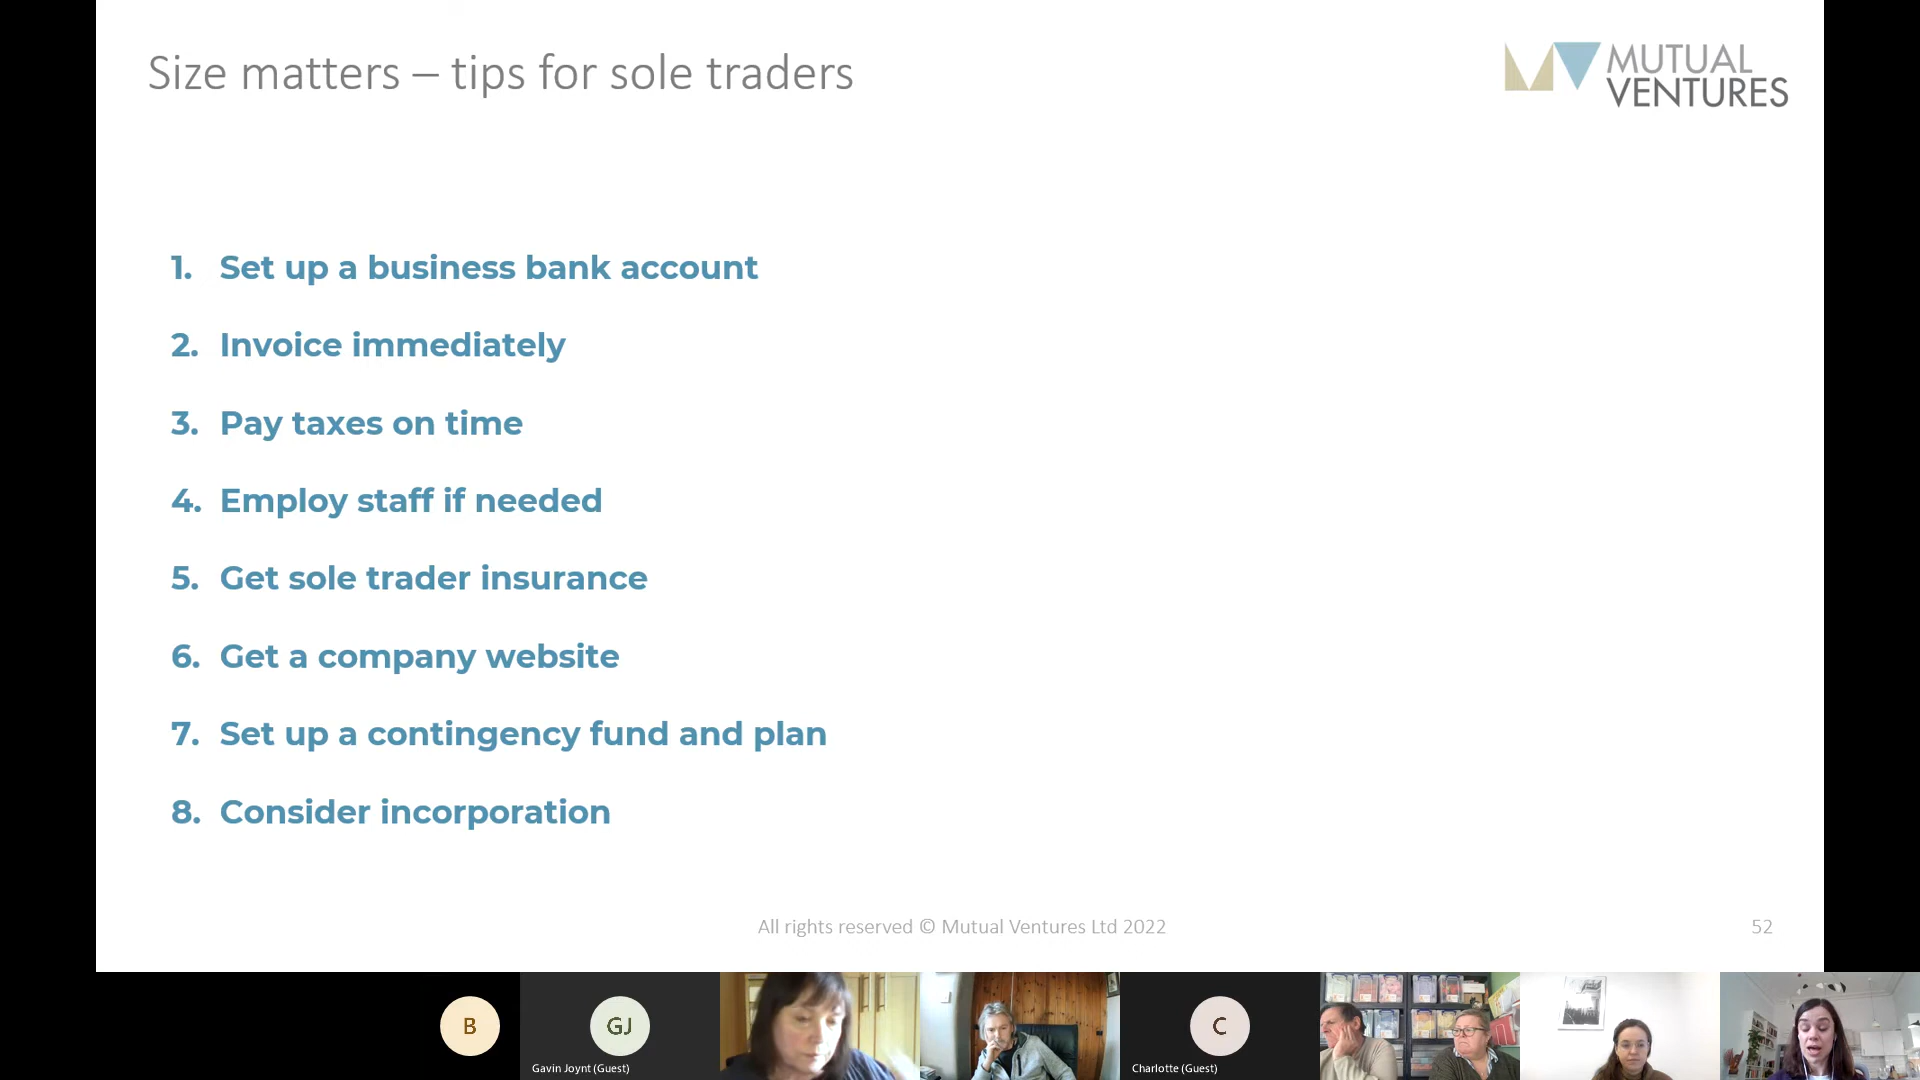 Size matters – tips for sole traders
MUTUAL
VENTURES
1. Set up a business bank account
2. Invoice immediately
3. Pay taxes on time
4. Employ staff if needed
5. Get sole trader insurance
6. Get a company website
7. Set up a contingency fund and plan
8. Consider incorporation
All rights reserved © Mutual Ventures Ltd 2022
52
B
GJ
C
Gavin Joynt (Guest)
Charlotte (Guest)